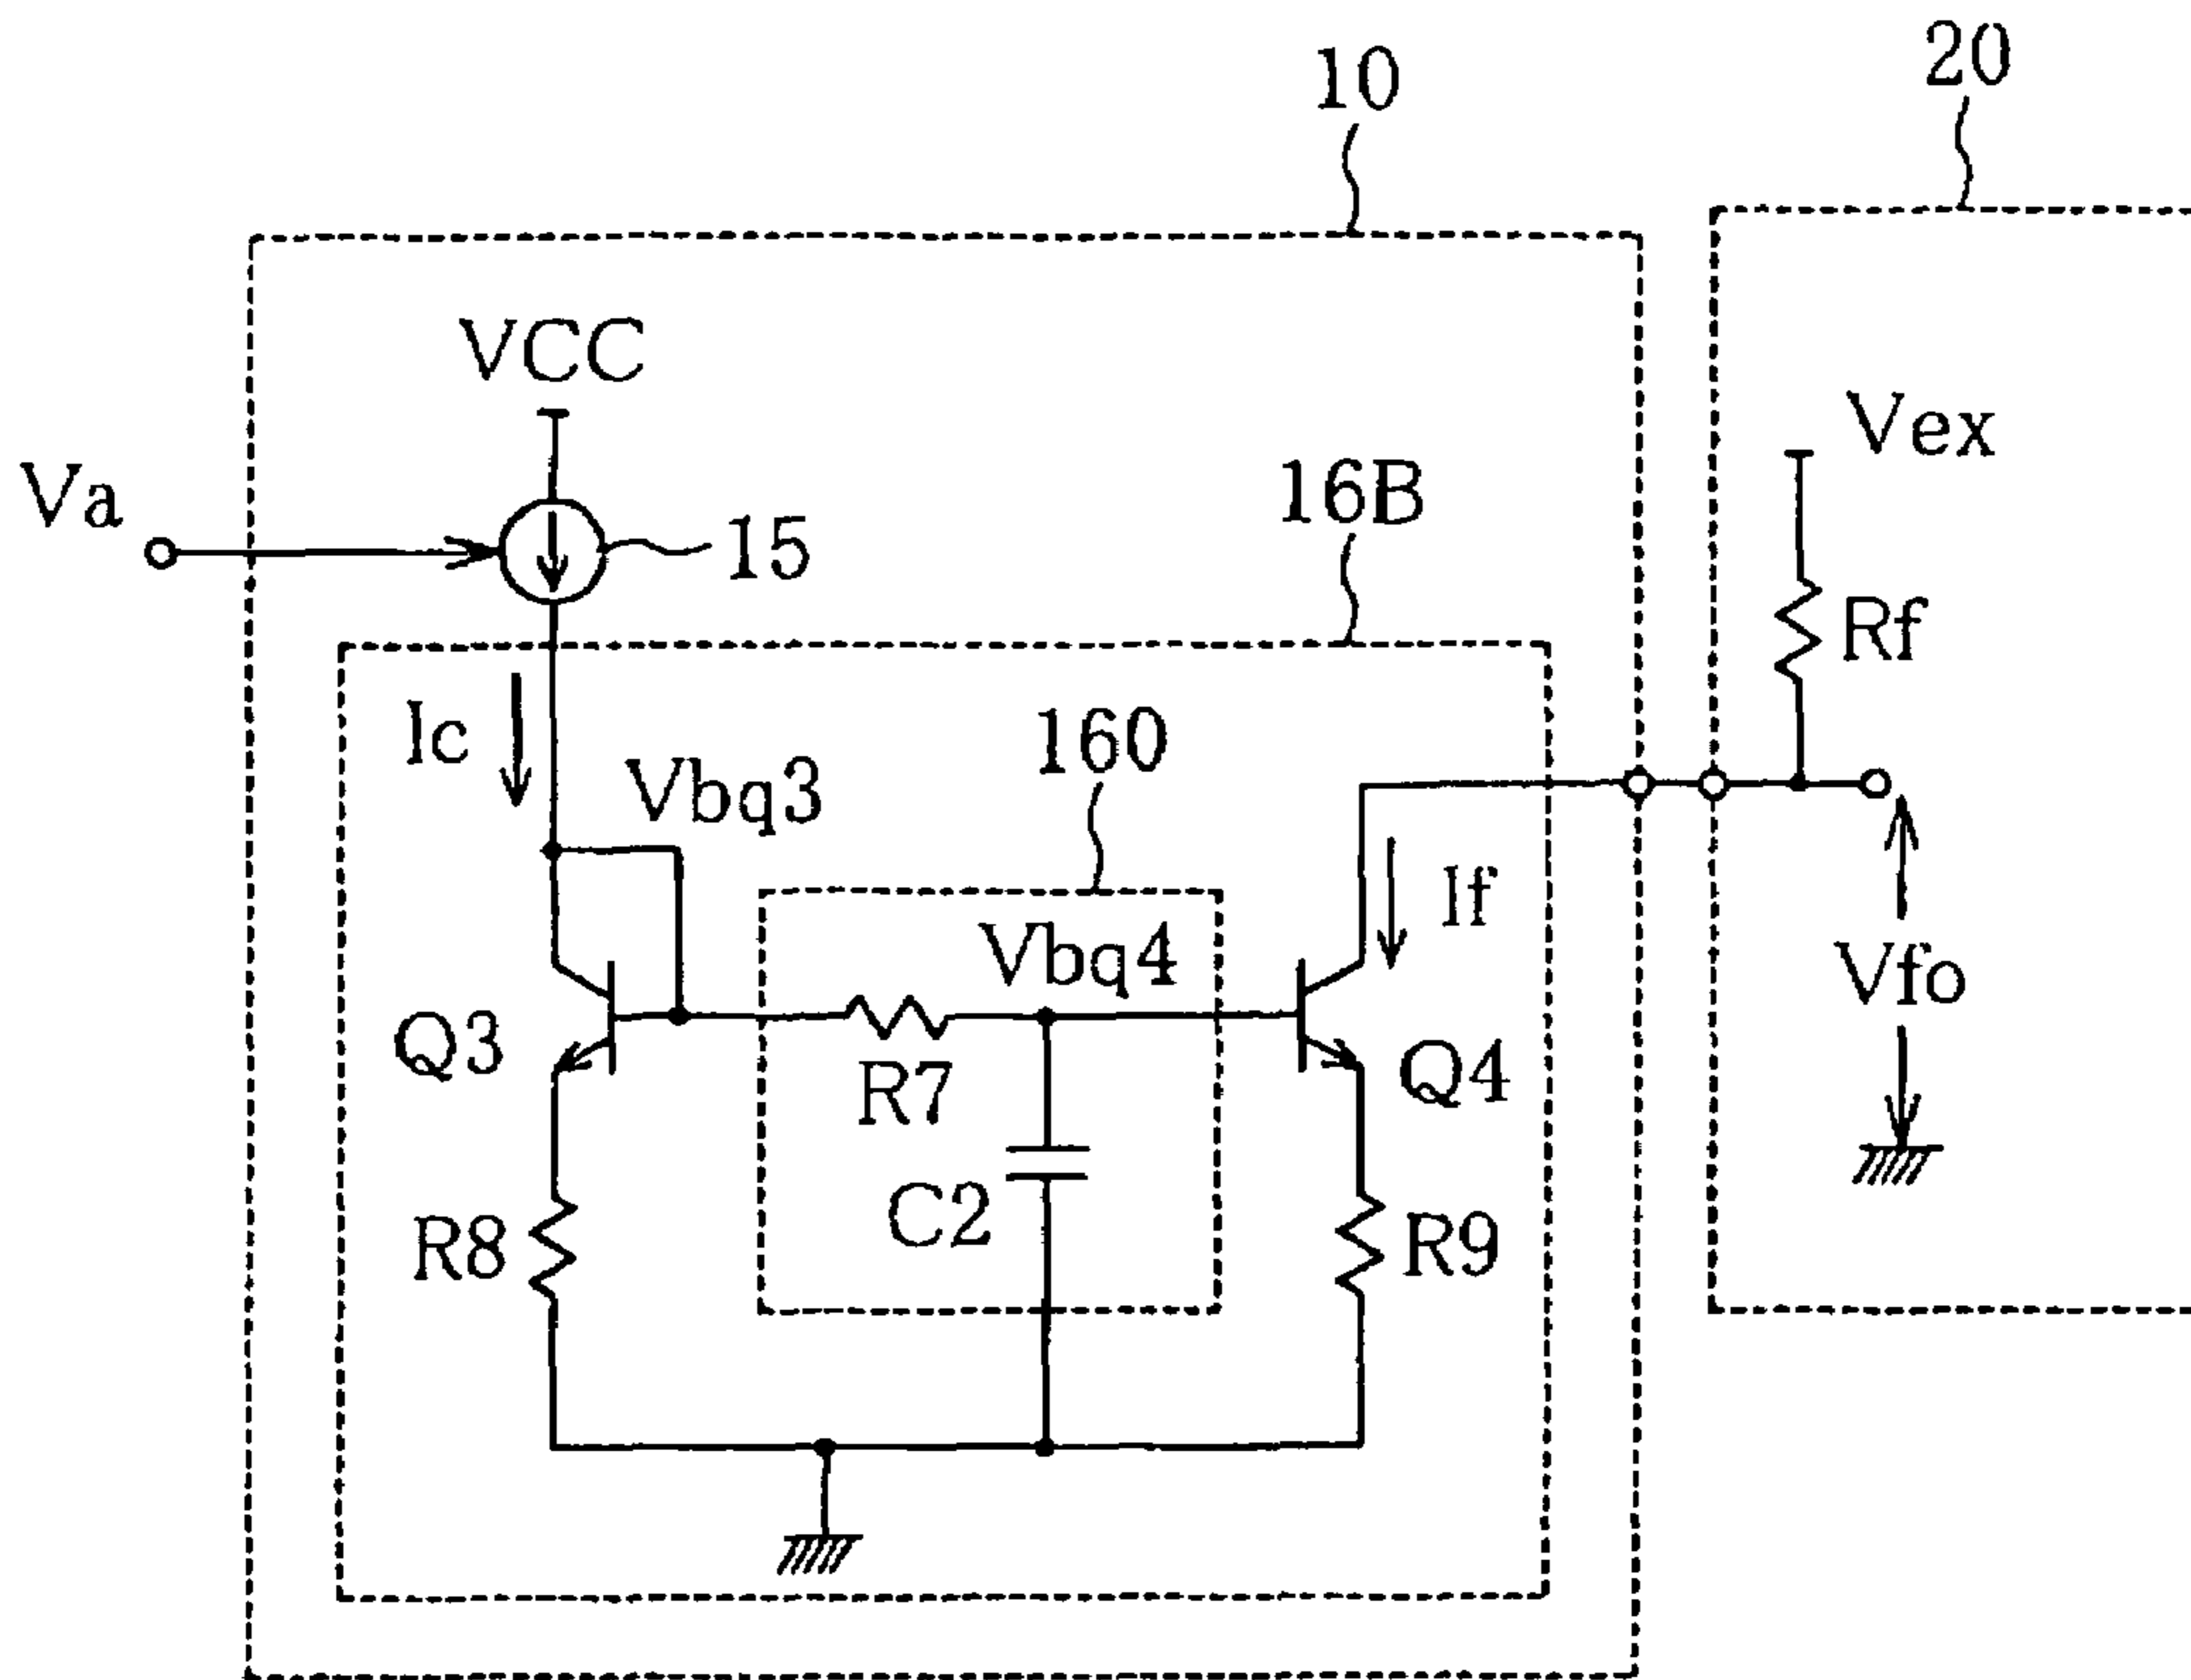 20
10
VCC
Vex
Va
16B
15
Rf
Ic
160
Vbq3
If
Vbq4
Vfo
Q3
R7
Q4
C2
R8
R9